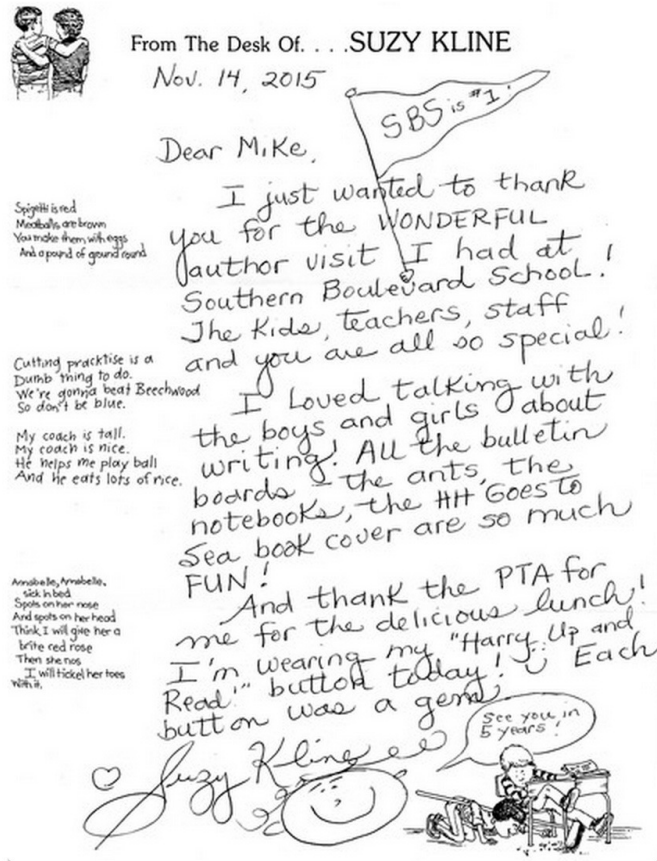 From The Desk Of. . . .SUZY KLINE
Nov. 14, 2015
SBS is #1!
Dear Mike,
I just wanted to thank
you for the WONDERFUL
author visit I had at
Southern Boulevard School!
The Kids, teachers, staff
and you are all so special!
I loved talking with
the boys and girls about
writing! All the bulletin
boards - the ants, the
notebooks, the HH Goes to
Sea book cover are so much
FUN!
And thank the PTA for
me for the delicious lunch!
I'm wearing my "Harry Up and
Read!" button today! Each
button was a gem.
Suzy Kline
See you in
5 years!
Spigetti is red
Meatballs are brown
You make them with eggs
And a pound of ground round
Cutting pracktise is a
Dumb thing to do.
We're gonna beat Beechwood
So don't be blue.
My coach is tall.
My coach is nice.
He helps me play ball
And he eats lots of rice.
Annabelle, Annabelle,
sick in bed
Spots on her nose
And spots on her head
Think I will give her a
brite red rose
Then she nos
I will tickel her toes
With it.